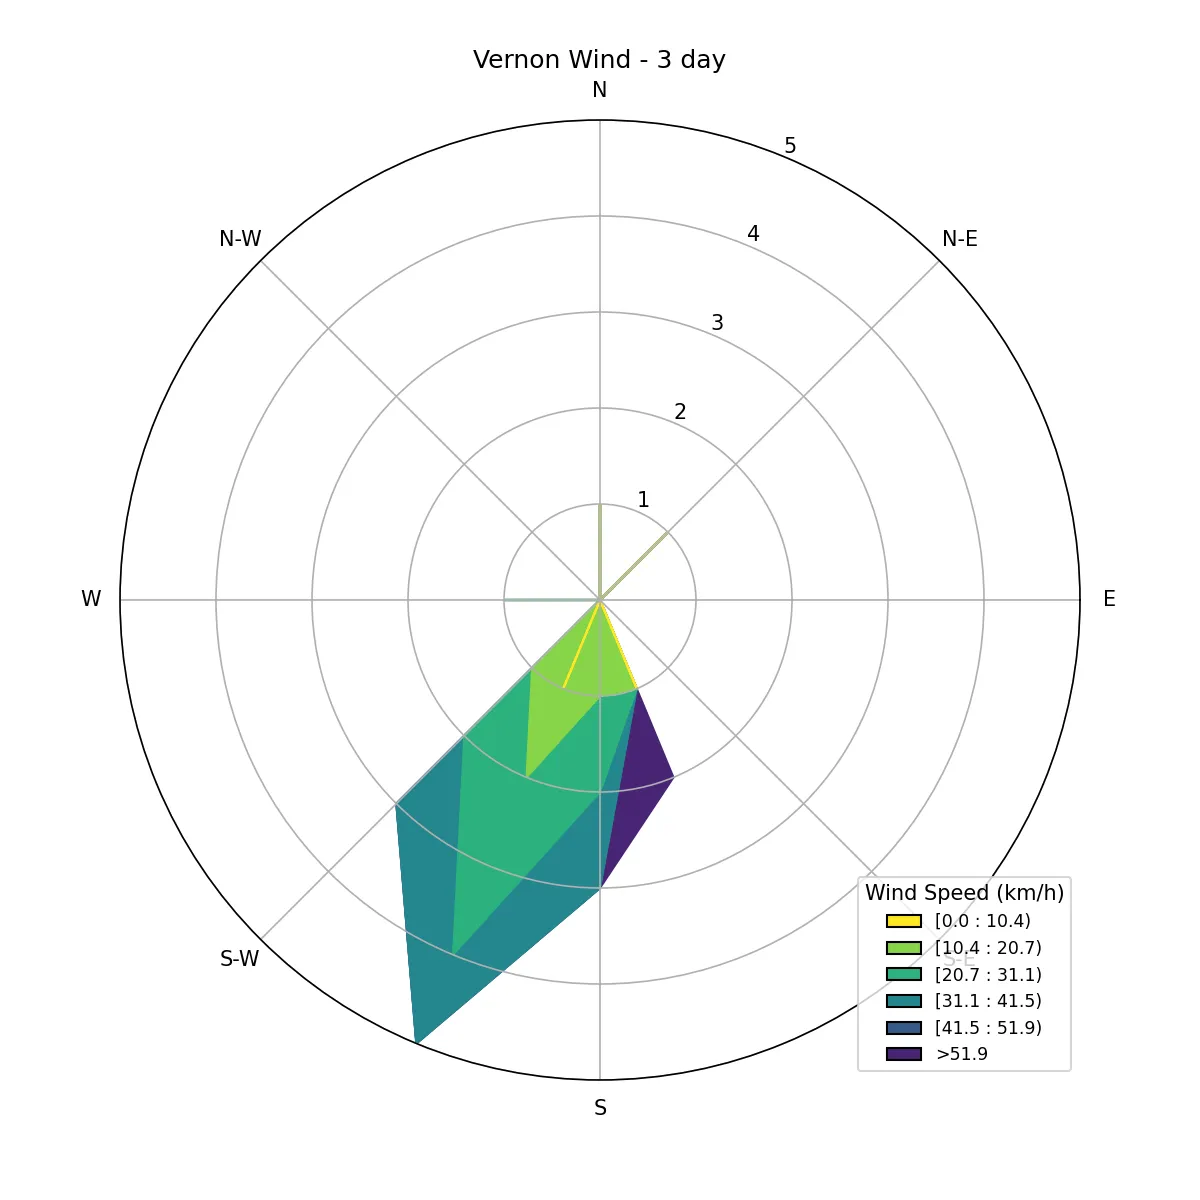 Vernon Wind - 3 day
N
5
N-W
4
N-E
3
2
1
W
E
Wind Speed (km/h)
[0.0 : 10.4)
[10.4 : 20.7)
S-W
S-E
[20.7 : 31.1)
[31.1 : 41.5)
[41.5 : 51.9)
>51.9
S